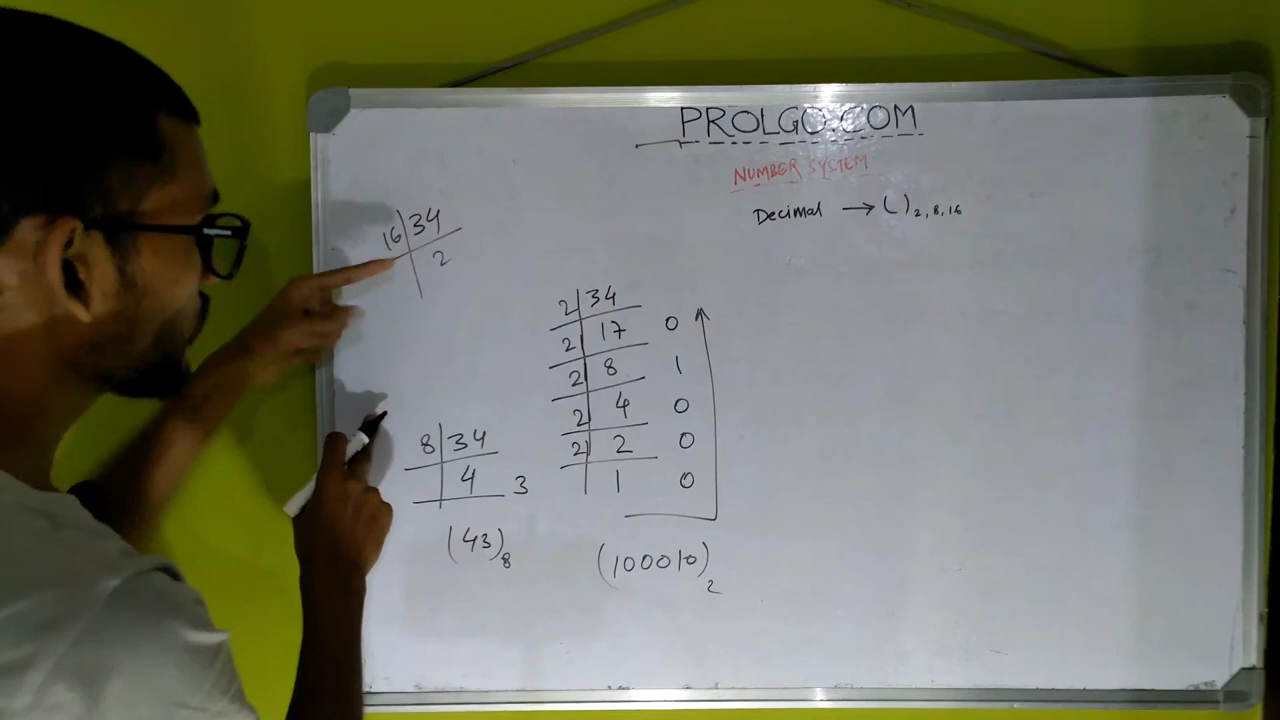 PROLGO.COM
NUMBER SYSTEM
Decimal → ( )2,8,16
16 34
2
2 34
2 17 0
2 8 1
2 4 0
2 2 0
1 0
(100010)2
8 34
4 3
(43)8